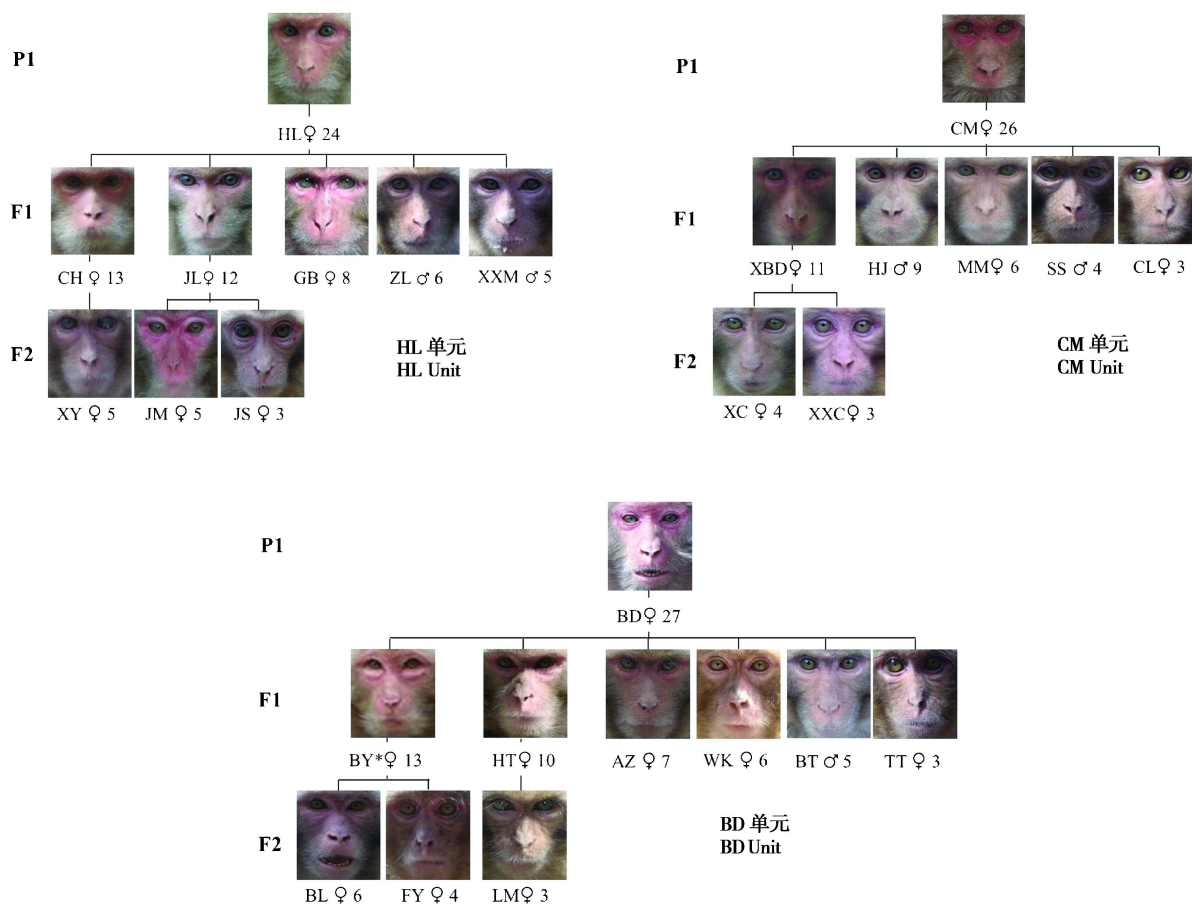 P1
HL♀ 24
F1
CH ♀ 13
JL♀ 12
GB ♀ 8
ZL ♂ 6
XXM ♂ 5
F2
XY ♀ 5
JM ♀ 5
JS ♀ 3
HL 单元
HL Unit
P1
CM♀ 26
F1
XBD♀ 11
HJ ♂ 9
MM♀ 6
SS ♂ 4
CL♀ 3
F2
XC ♀ 4
XXC♀ 3
CM 单元
CM Unit
P1
BD♀ 27
F1
BY*♀ 13
HT♀ 10
AZ ♀ 7
WK ♀ 6
BT ♂ 5
TT ♀ 3
F2
BL ♀ 6
FY ♀ 4
LM♀ 3
BD 单元
BD Unit